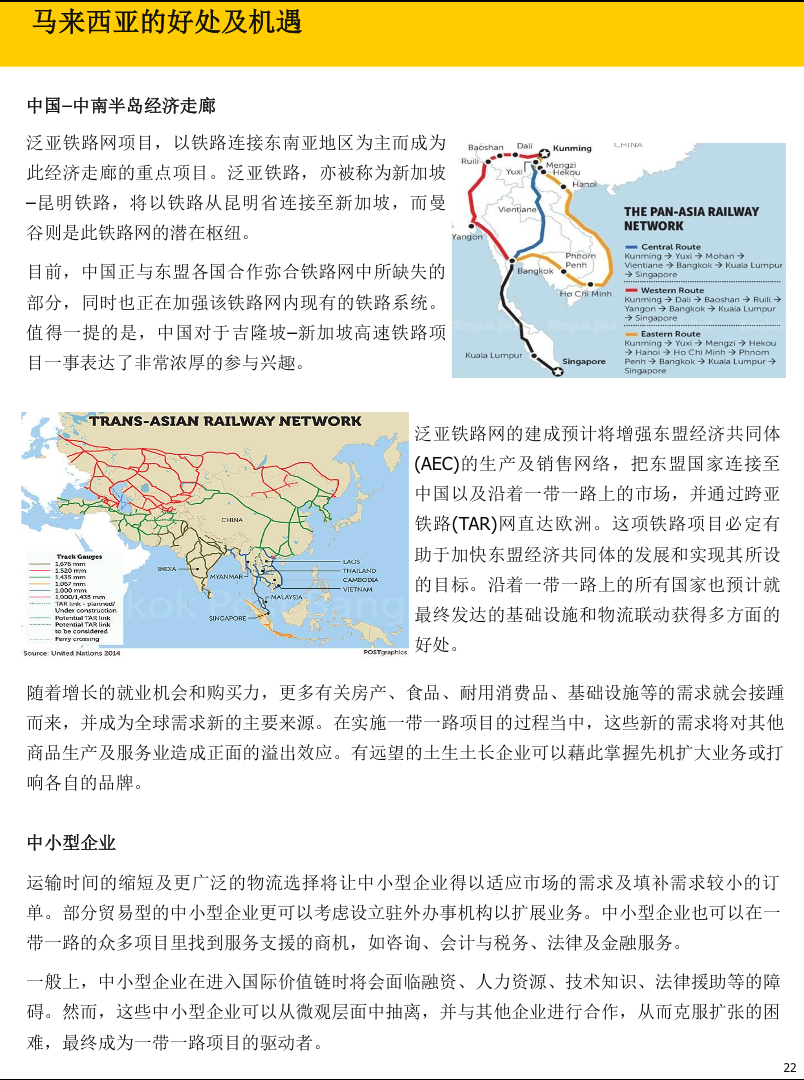 马来西亚的好处及机遇
中国–中南半岛经济走廊
泛亚铁路网项目，以铁路连接东南亚地区为主而成为
此经济走廊的重点项目。泛亚铁路，亦被称为新加坡
–昆明铁路，将以铁路从昆明省连接至新加坡，而曼
谷则是此铁路网的潜在枢纽。
目前，中国正与东盟各国合作弥合铁路网中所缺失的
部分，同时也正在加强该铁路网内现有的铁路系统。
值得一提的是，中国对于吉隆坡–新加坡高速铁路项
目一事表达了非常浓厚的参与兴趣。
CHINA
Baoshan
Dali
Kunming
Ruili
Yuxi
Mengzi
Hekou
Hanoi
Vientiane
Yangon
Bangkok
Phnom
Penh
Ho Chi Minh
Kuala Lumpur
Singapore
THE PAN-ASIA RAILWAY
NETWORK
Central Route
Kunming → Yuxi → Mohan →
Vientiane → Bangkok → Kuala Lumpur
→ Singapore
Western Route
Kunming → Dali → Baoshan → Ruili →
Yangon → Bangkok → Kuala Lumpur
→ Singapore
Eastern Route
Kunming → Yuxi → Mengzi → Hekou
→ Hanoi → Ho Chi Minh → Phnom
Penh → Bangkok → Kuala Lumpur →
Singapore
TRANS-ASIAN RAILWAY NETWORK
CHINA
INDIA
MYANMAR
LAOS
THAILAND
CAMBODIA
VIETNAM
MALAYSIA
SINGAPORE
Track Gauges
1,676 mm
1,520 mm
1,435 mm
1,067 mm
1,000 mm
1,000/1,435 mm
TAR link - planned/
Under construction
Potential TAR link
Potential TAR link
to be considered
Ferry crossing
Source: United Nations 2014
POSTgraphics
泛亚铁路网的建成预计将增强东盟经济共同体
(AEC)的生产及销售网络，把东盟国家连接至
中国以及沿着一带一路上的市场，并通过跨亚
铁路(TAR)网直达欧洲。这项铁路项目必定有
助于加快东盟经济共同体的发展和实现其所设
的目标。沿着一带一路上的所有国家也预计就
最终发达的基础设施和物流联动获得多方面的
好处。
随着增长的就业机会和购买力，更多有关房产、食品、耐用消费品、基础设施等的需求就会接踵
而来，并成为全球需求新的主要来源。在实施一带一路项目的过程当中，这些新的需求将对其他
商品生产及服务业造成正面的溢出效应。有远望的土生土长企业可以藉此掌握先机扩大业务或打
响各自的品牌。
中小型企业
运输时间的缩短及更广泛的物流选择将让中小型企业得以适应市场的需求及填补需求较小的订
单。部分贸易型的中小型企业更可以考虑设立驻外办事机构以扩展业务。中小型企业也可以在一
带一路的众多项目里找到服务支援的商机，如咨询、会计与税务、法律及金融服务。
一般上，中小型企业在进入国际价值链时将会面临融资、人力资源、技术知识、法律援助等的障
碍。然而，这些中小型企业可以从微观层面中抽离，并与其他企业进行合作，从而克服扩张的困
难，最终成为一带一路项目的驱动者。
22